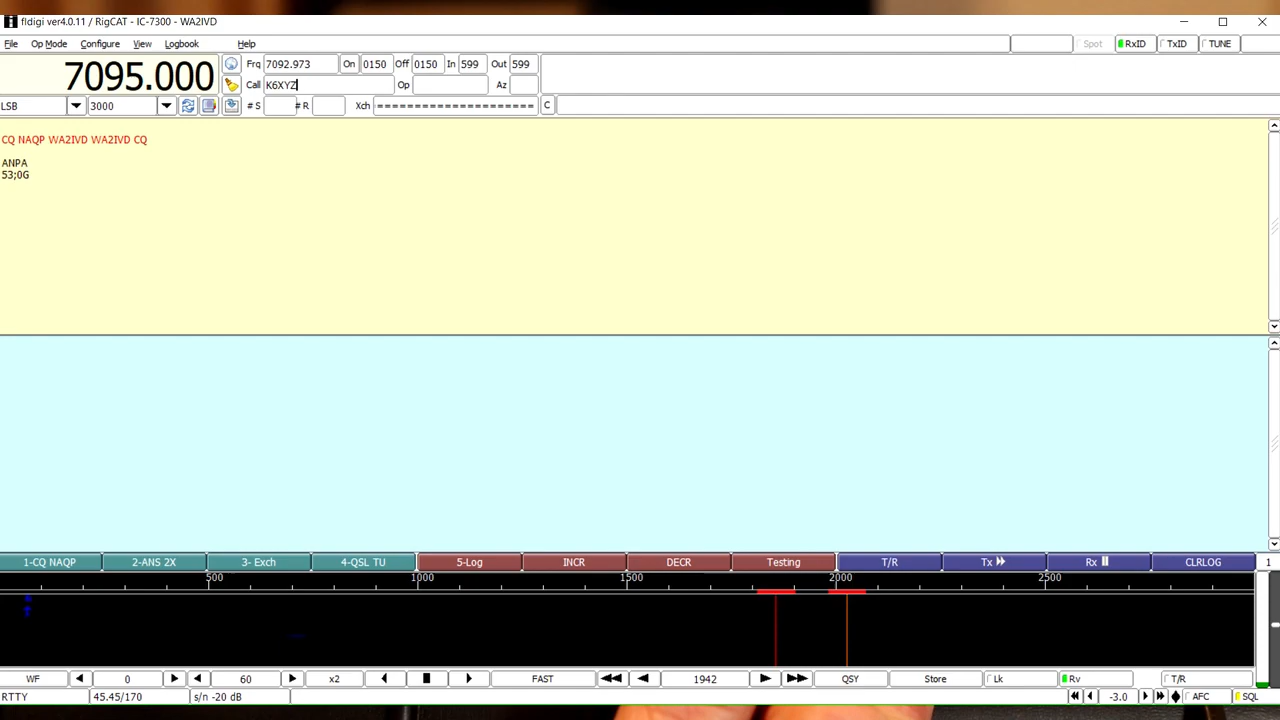 fldigi ver4.0.11 / RigCAT - IC-7300 - WA2IVD
File Op Mode Configure View Logbook Help Spot RxID TxID TUNE
7095.000
Frq 7092.973 On 0150 Off 0150 In 599 Out 599
Call K6XYZ Op Az
LSB 3000 # S # R Xch C
CQ NAQP WA2IVD WA2IVD CQ
ANPA
53;0G
1-CQ NAQP 2-ANS 2X 3- Exch 4-QSL TU 5-Log INCR DECR Testing T/R Tx Rx CLRLOG 1
500 1000 1500 2000 2500
WF 0 60 x2 FAST 1942 QSY Store Lk Rv T/R
RTTY 45.45/170 s/n -20 dB -3.0 AFC SQL